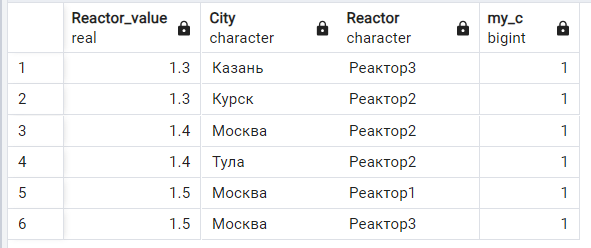 Reactor_value City Reactor my_c
real character character bigint
1 1.3 Казань Реактор3 1
2 1.3 Курск Реактор2 1
3 1.4 Москва Реактор2 1
4 1.4 Тула Реактор2 1
5 1.5 Москва Реактор1 1
6 1.5 Москва Реактор3 1